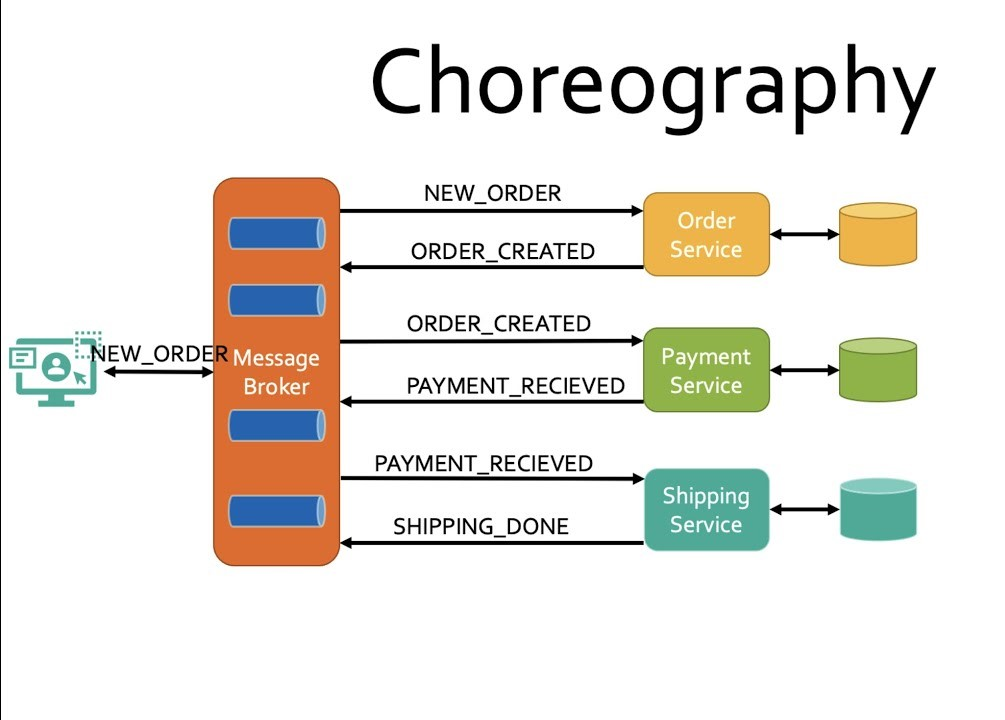 Choreography
NEW_ORDER
Order
Service
ORDER_CREATED
ORDER_CREATED
NEW_ORDER
Message
Broker
Payment
Service
PAYMENT_RECIEVED
PAYMENT_RECIEVED
Shipping
Service
SHIPPING_DONE